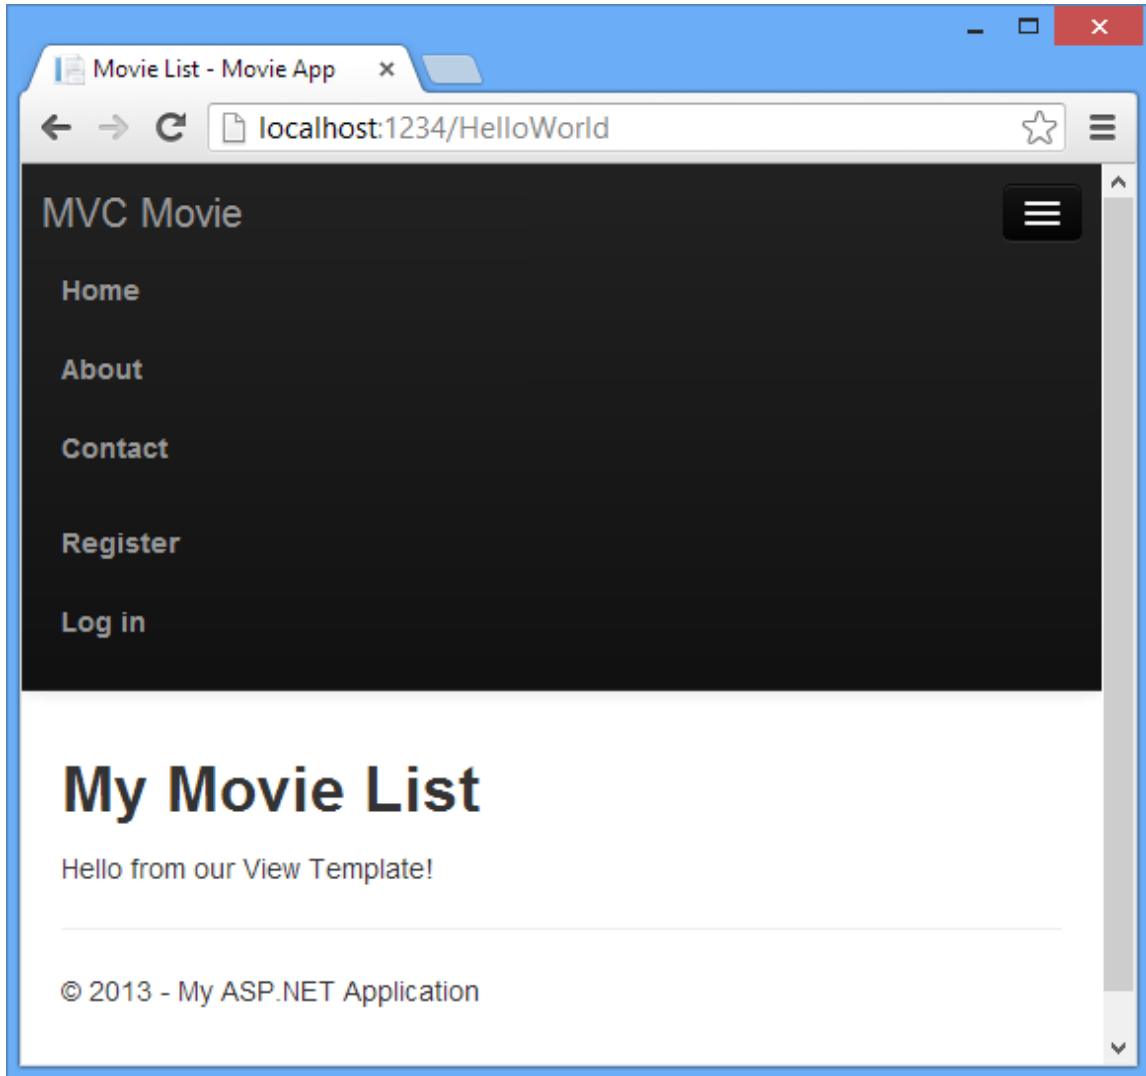 Movie List - Movie App
localhost:1234/HelloWorld
MVC Movie
Home
About
Contact
Register
Log in
My Movie List
Hello from our View Template!
© 2013 - My ASP.NET Application